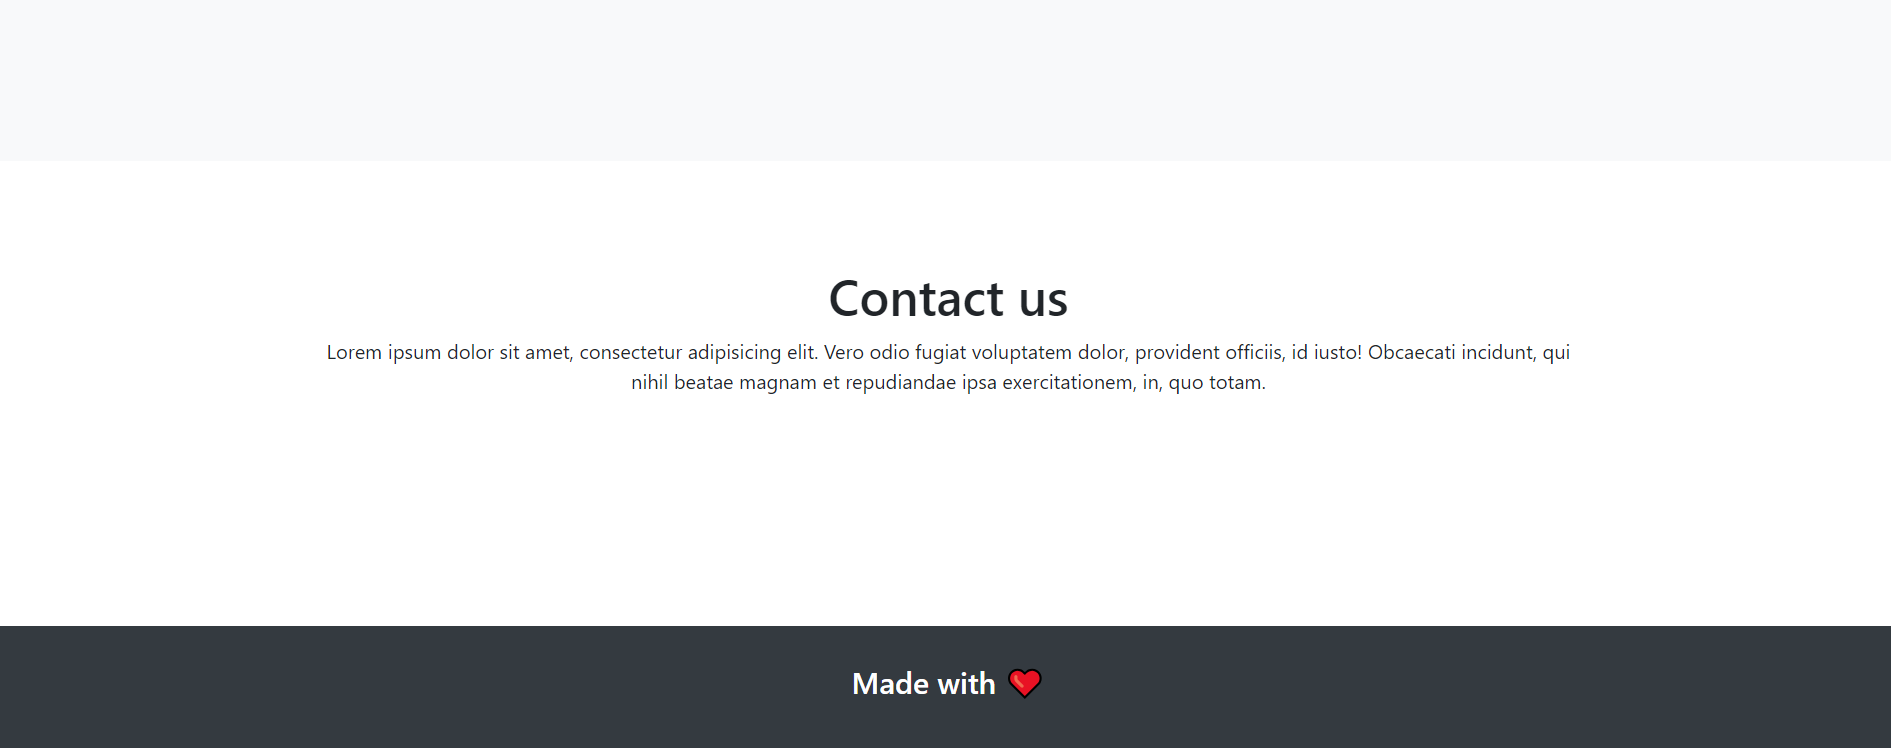 Contact us
Lorem ipsum dolor sit amet, consectetur adipisicing elit. Vero odio fugiat voluptatem dolor, provident officiis, id iusto! Obcaecati incidunt, qui
nihil beatae magnam et repudiandae ipsa exercitationem, in, quo totam.
Made with ❤️